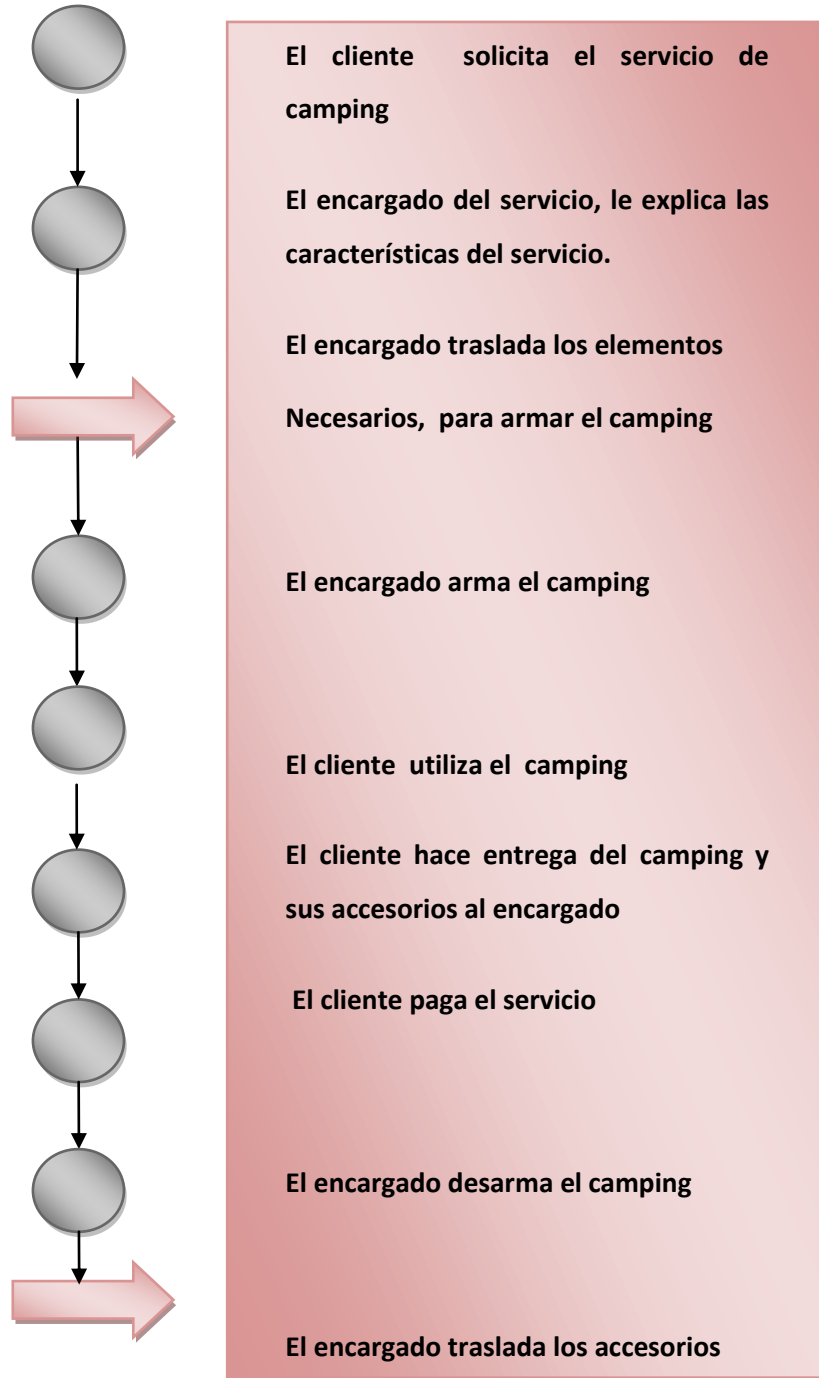 El cliente solicita el servicio de
camping
El encargado del servicio, le explica las
características del servicio.
El encargado traslada los elementos
Necesarios, para armar el camping
El encargado arma el camping
El cliente utiliza el camping
El cliente hace entrega del camping y
sus accesorios al encargado
El cliente paga el servicio
El encargado desarma el camping
El encargado traslada los accesorios